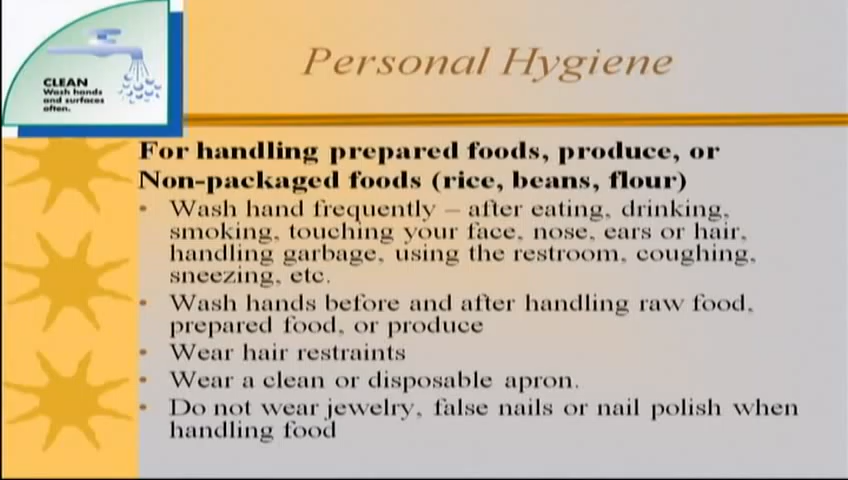 CLEAN
Wash hands
and surfaces
often.
Personal Hygiene
For handling prepared foods, produce, or
Non-packaged foods (rice, beans, flour)
• Wash hand frequently – after eating, drinking,
smoking, touching your face, nose, ears or hair,
handling garbage, using the restroom, coughing,
sneezing, etc.
• Wash hands before and after handling raw food,
prepared food, or produce
• Wear hair restraints
• Wear a clean or disposable apron.
• Do not wear jewelry, false nails or nail polish when
handling food